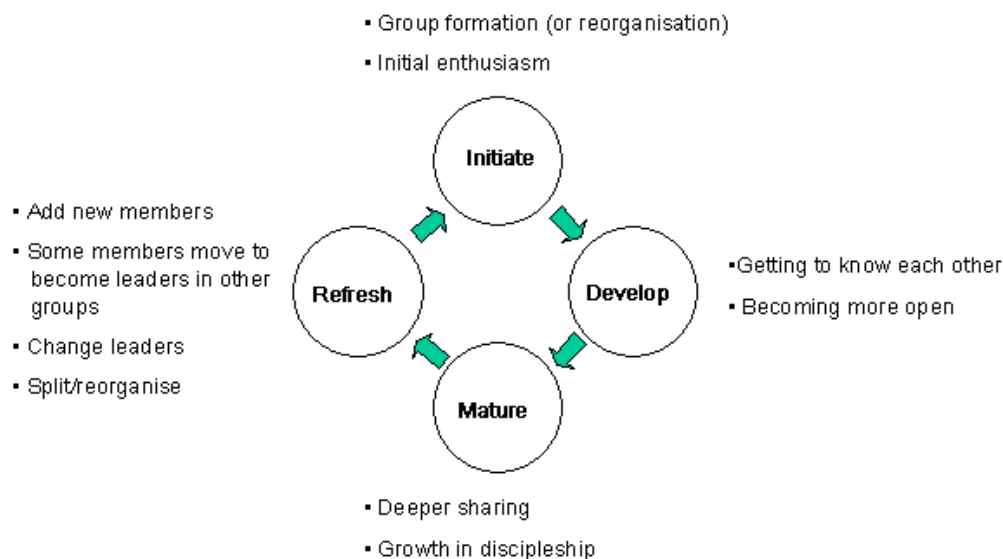 ▪ Group formation (or reorganisation)
▪ Initial enthusiasm
Initiate
▪ Add new members
▪ Some members move to
become leaders in other
groups
▪ Change leaders
▪ Split/reorganise
Refresh
Develop
▪Getting to know each other
▪ Becoming more open
Mature
▪ Deeper sharing
▪ Growth in discipleship